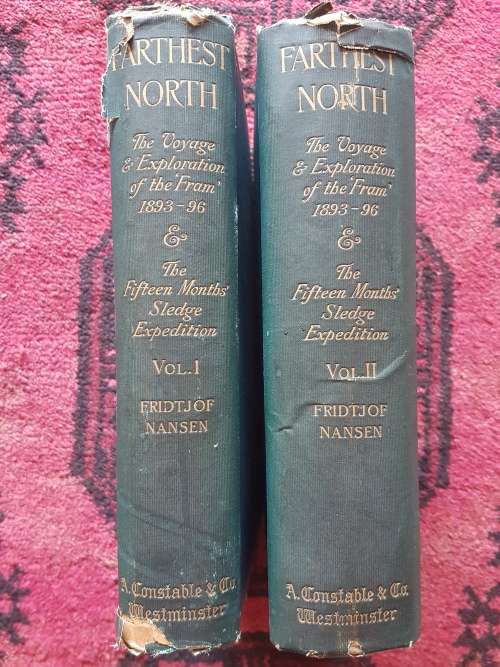 FARTHEST
NORTH
The Voyage
& Exploration
of the 'Fram'
1893-96
&
The
Fifteen Months'
Sledge
Expedition
VOL. I
FRIDTJOF
NANSEN
A. Constable & Co.
Westminster
FARTHEST
NORTH
The Voyage
& Exploration
of the 'Fram'
1893-96
&
The
Fifteen Months'
Sledge
Expedition
VOL. II
FRIDTJOF
NANSEN
A. Constable & Co.
Westminster